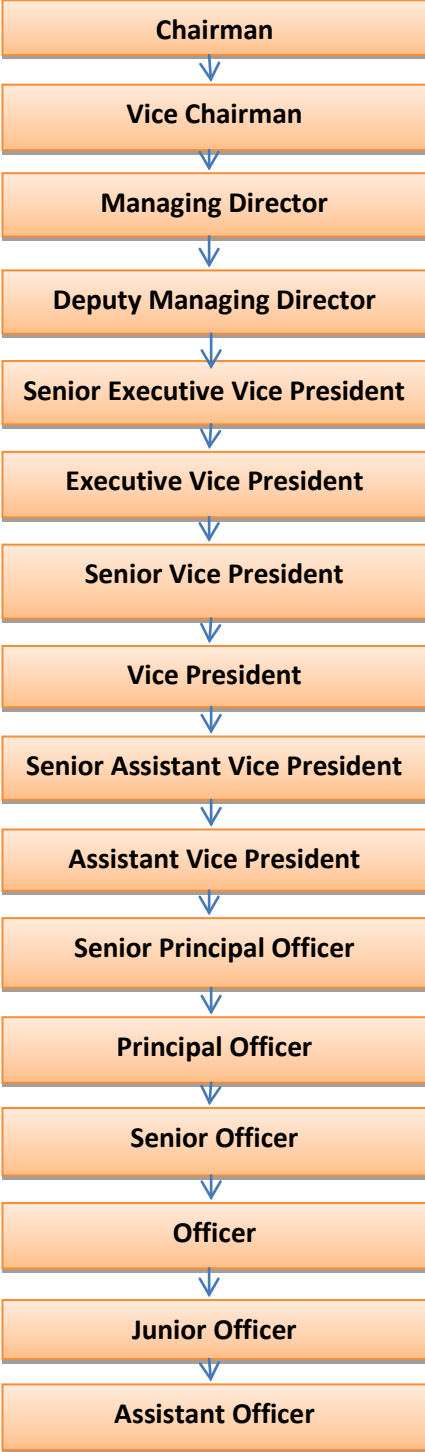 Chairman
Vice Chairman
Managing Director
Deputy Managing Director
Senior Executive Vice President
Executive Vice President
Senior Vice President
Vice President
Senior Assistant Vice President
Assistant Vice President
Senior Principal Officer
Principal Officer
Senior Officer
Officer
Junior Officer
Assistant Officer